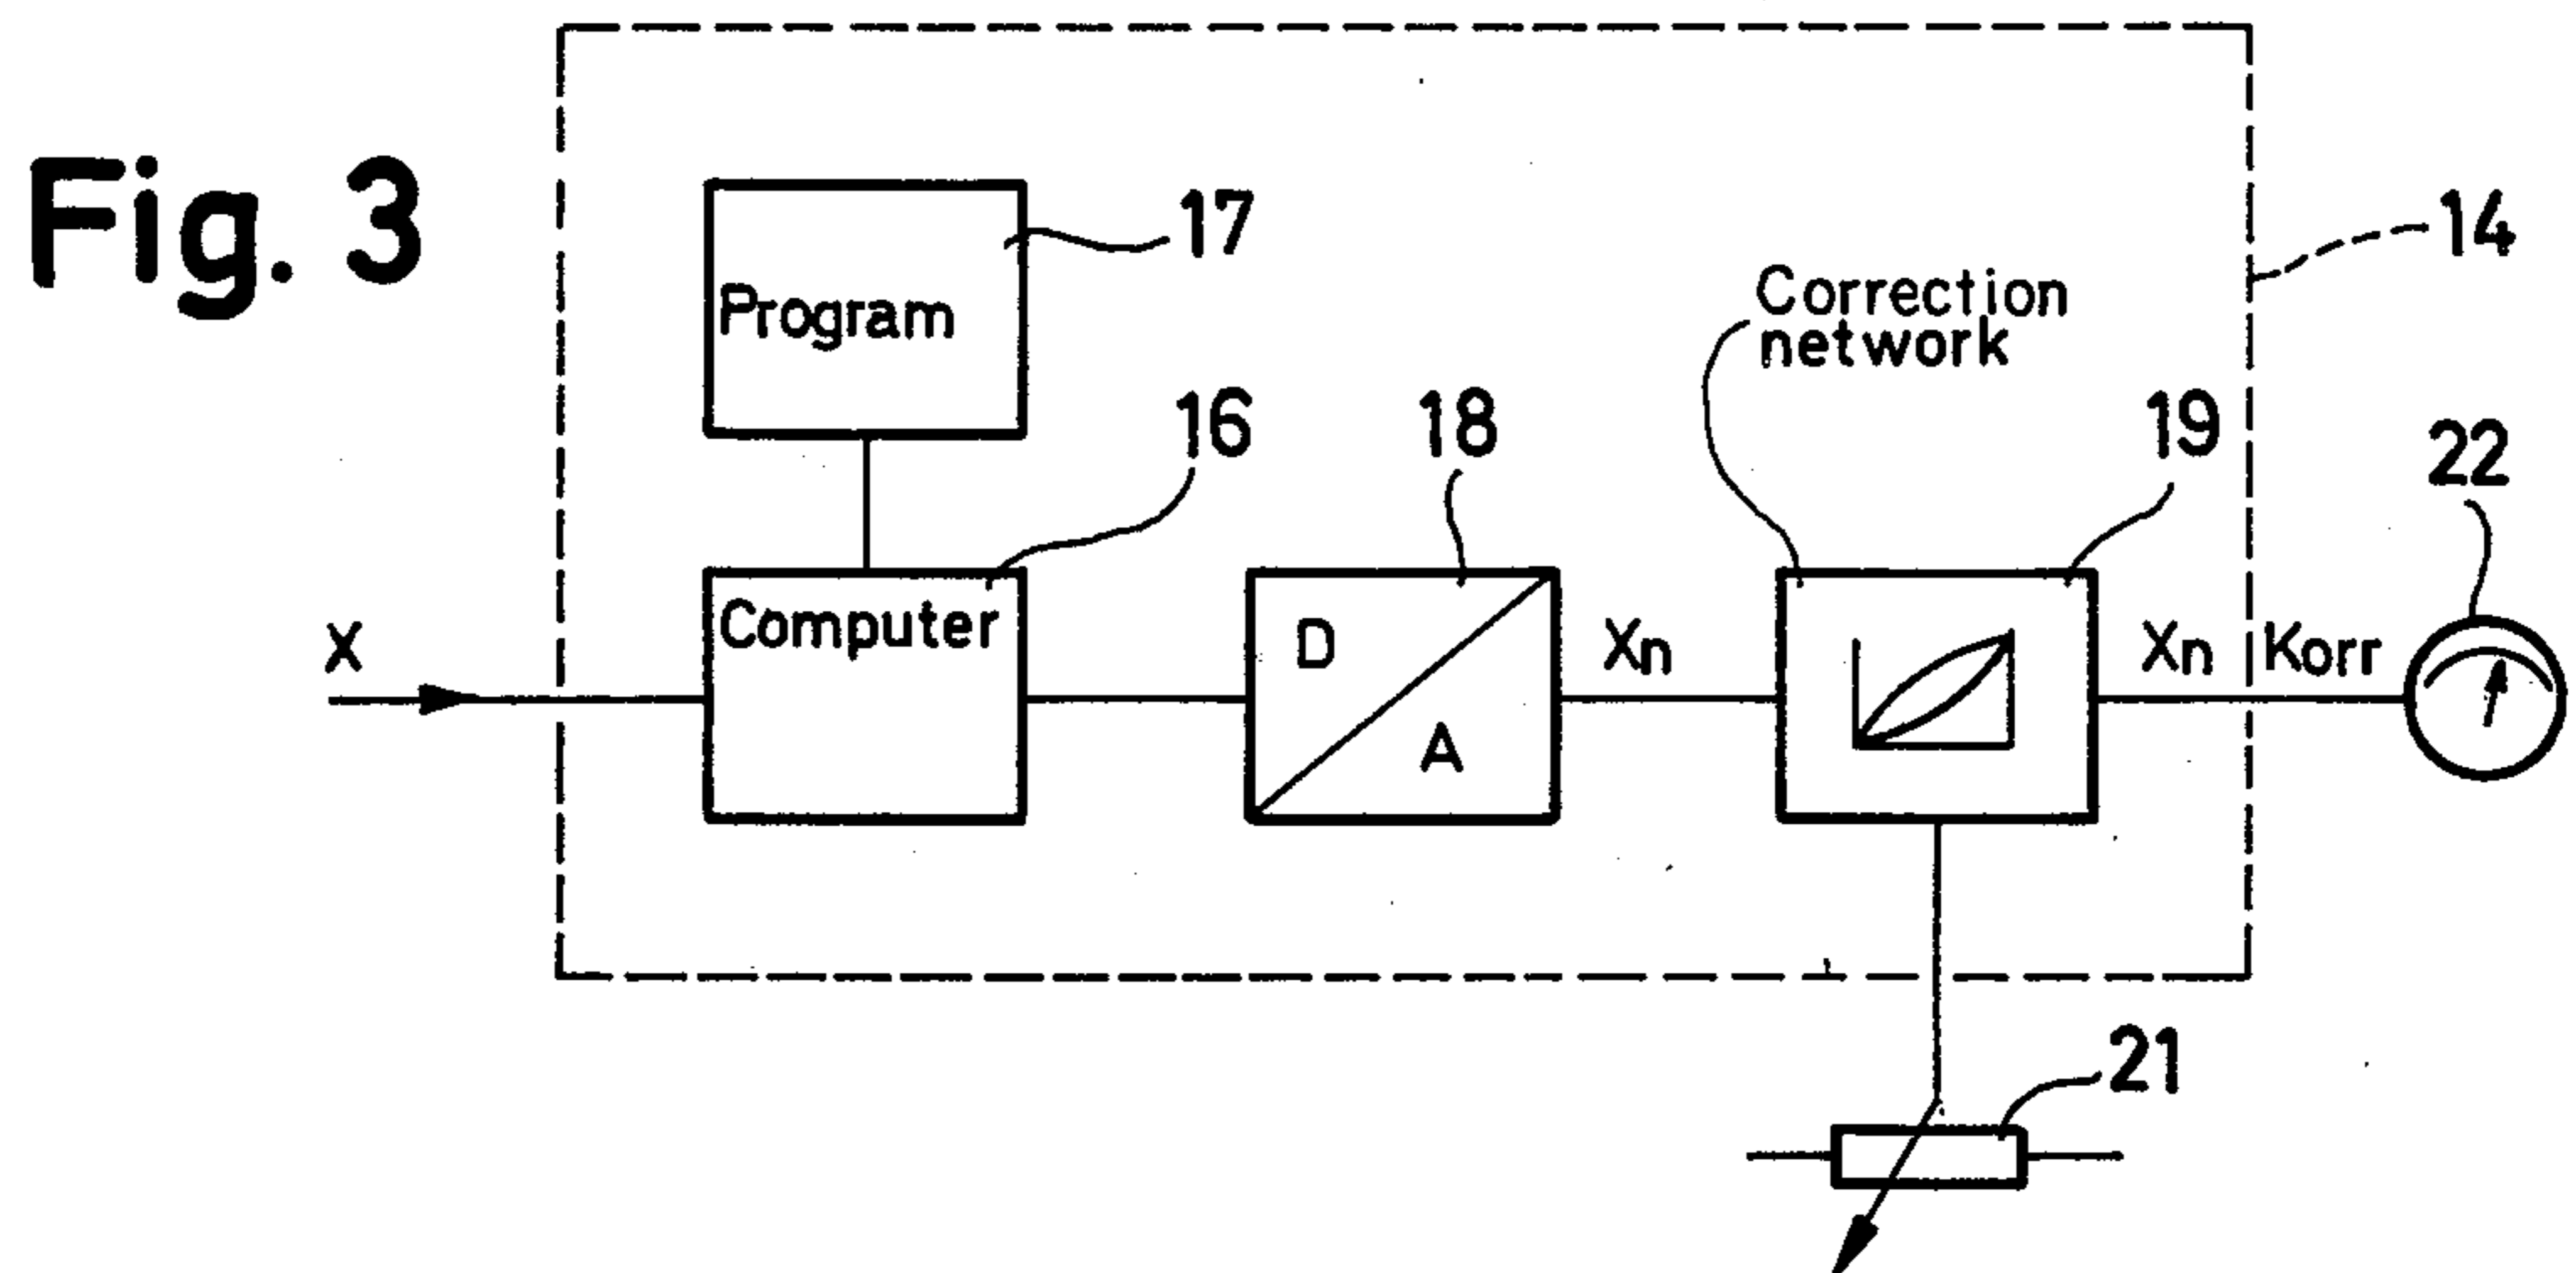 Fig. 3
17
14
Program
Correction
network
16
18
19
22
Computer
X
D
A
Xn
Xn
Korr
21